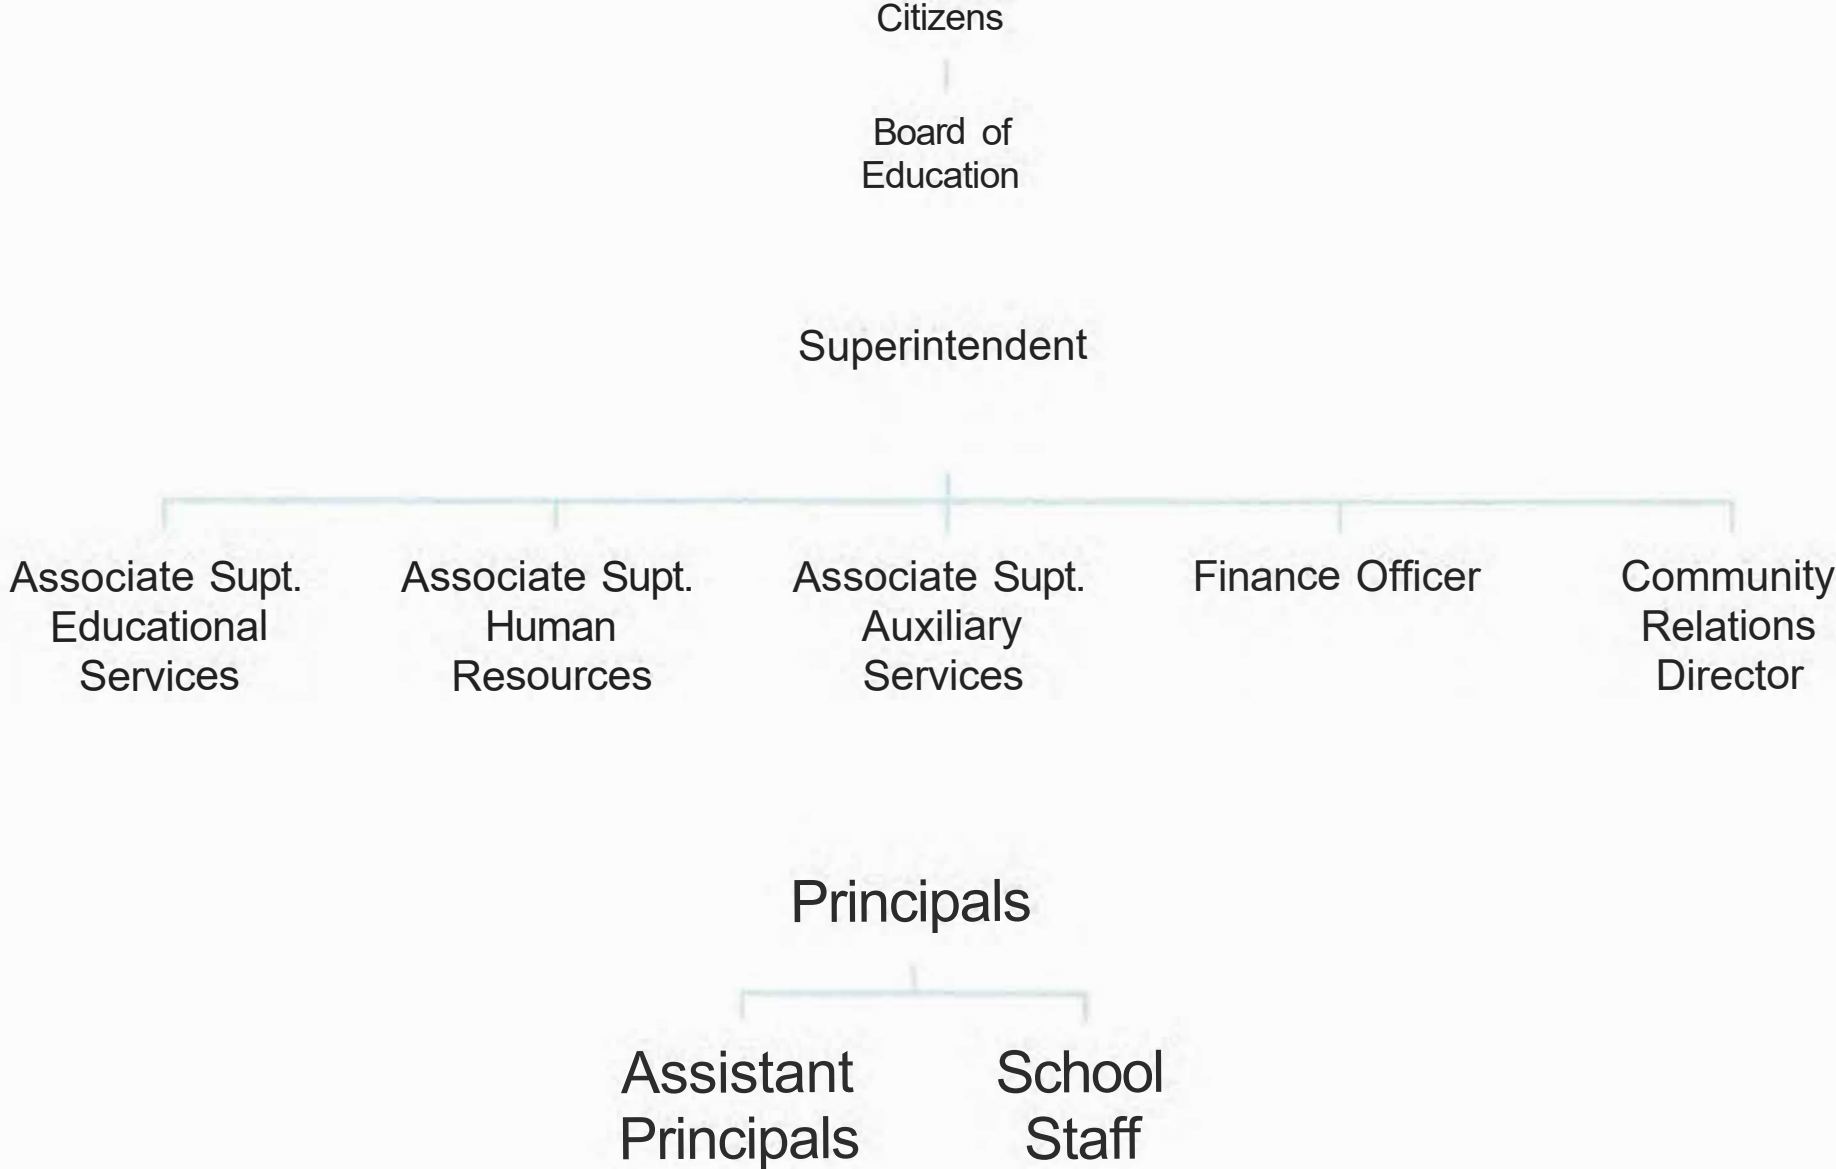 Citizens
Board of
Education
Superintendent
Associate Supt.
Educational
Services
Associate Supt.
Human
Resources
Associate Supt.
Auxiliary
Services
Finance Officer
Community
Relations
Director
Principals
Assistant
Principals
School
Staff